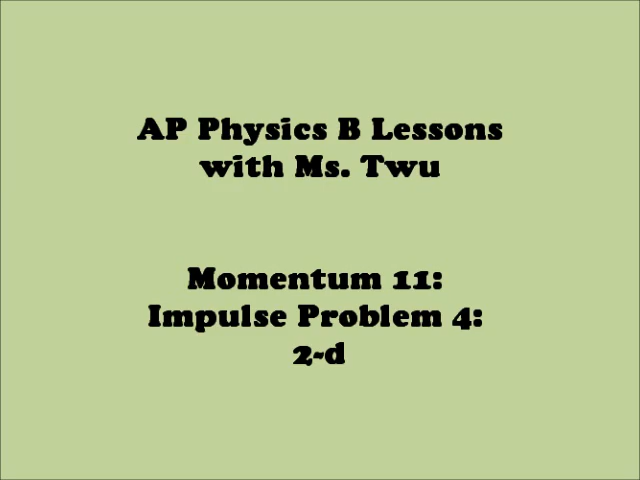 AP Physics B Lessons
with Ms. Twu
Momentum 11:
Impulse Problem 4:
2-d